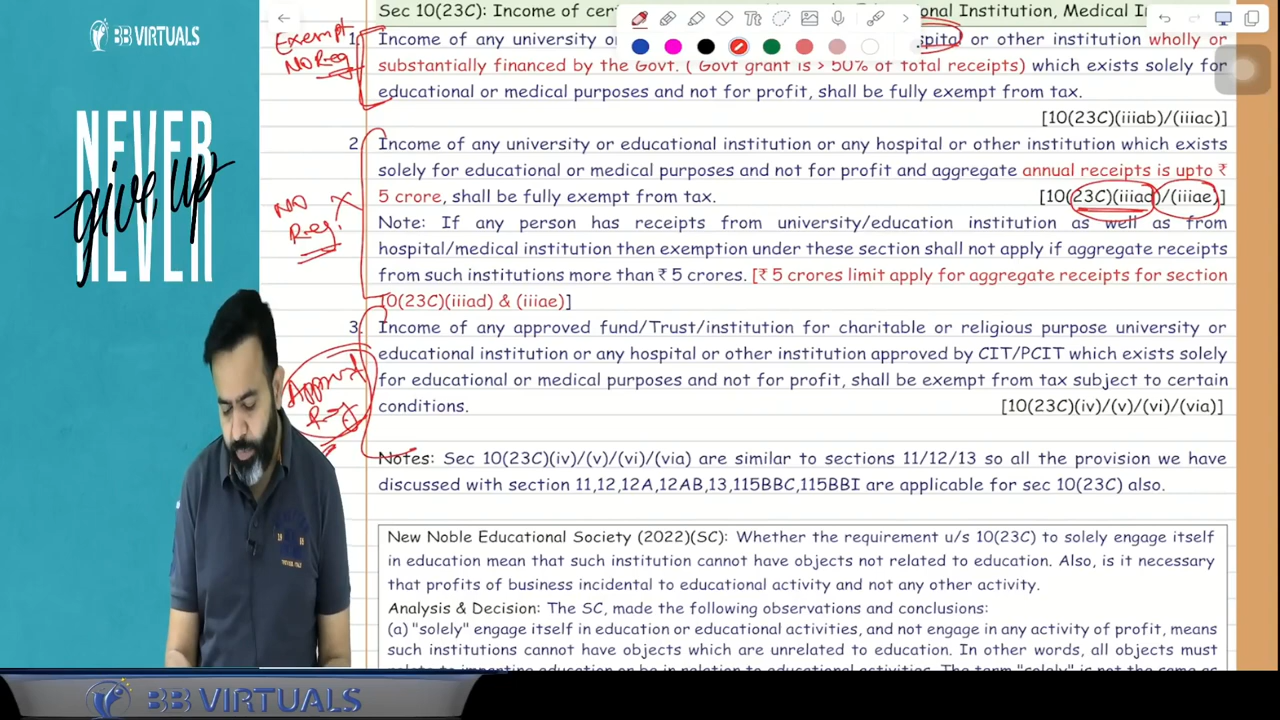 BB VIRTUALS
NEVER
give up
NEVER
Sec 10(23C): Income of cer
Institution, Medical I
Exempt
No Reg
1. Income of any university o
or other institution wholly or
substantially financed by the Govt. ( Govt grant is > 50% of total receipts) which exists solely for
educational or medical purposes and not for profit, shall be fully exempt from tax.
[10(23C)(iiiab)/(iiiac)]
2 Income of any university or educational institution or any hospital or other institution which exists
solely for educational or medical purposes and not for profit and aggregate annual receipts is upto ₹
5 crore, shall be fully exempt from tax. [10(23C)(iiiad)/(iiiae)]
No
Reg.
Note: If any person has receipts from university/education institution as well as from
hospital/medical institution then exemption under these section shall not apply if aggregate receipts
from such institutions more than ₹ 5 crores. [₹ 5 crores limit apply for aggregate receipts for section
10(23C)(iiiad) & (iiiae)]
3. Income of any approved fund/Trust/institution for charitable or religious purpose university or
educational institution or any hospital or other institution approved by CIT/PCIT which exists solely
for educational or medical purposes and not for profit, shall be exempt from tax subject to certain
conditions. [10(23C)(iv)/(v)/(vi)/(via)]
Notes: Sec 10(23C)(iv)/(v)/(vi)/(via) are similar to sections 11/12/13 so all the provision we have
discussed with section 11,12,12A,12AB,13,115BBC,115BBI are applicable for sec 10(23C) also.
New Noble Educational Society (2022)(SC): Whether the requirement u/s 10(23C) to solely engage itself
in education mean that such institution cannot have objects not related to education. Also, is it necessary
that profits of business incidental to educational activity and not any other activity.
Analysis & Decision: The SC, made the following observations and conclusions:
(a) "solely" engage itself in education or educational activities, and not engage in any activity of profit, means
such institutions cannot have objects which are unrelated to education. In other words, all objects must
BB VIRTUALS